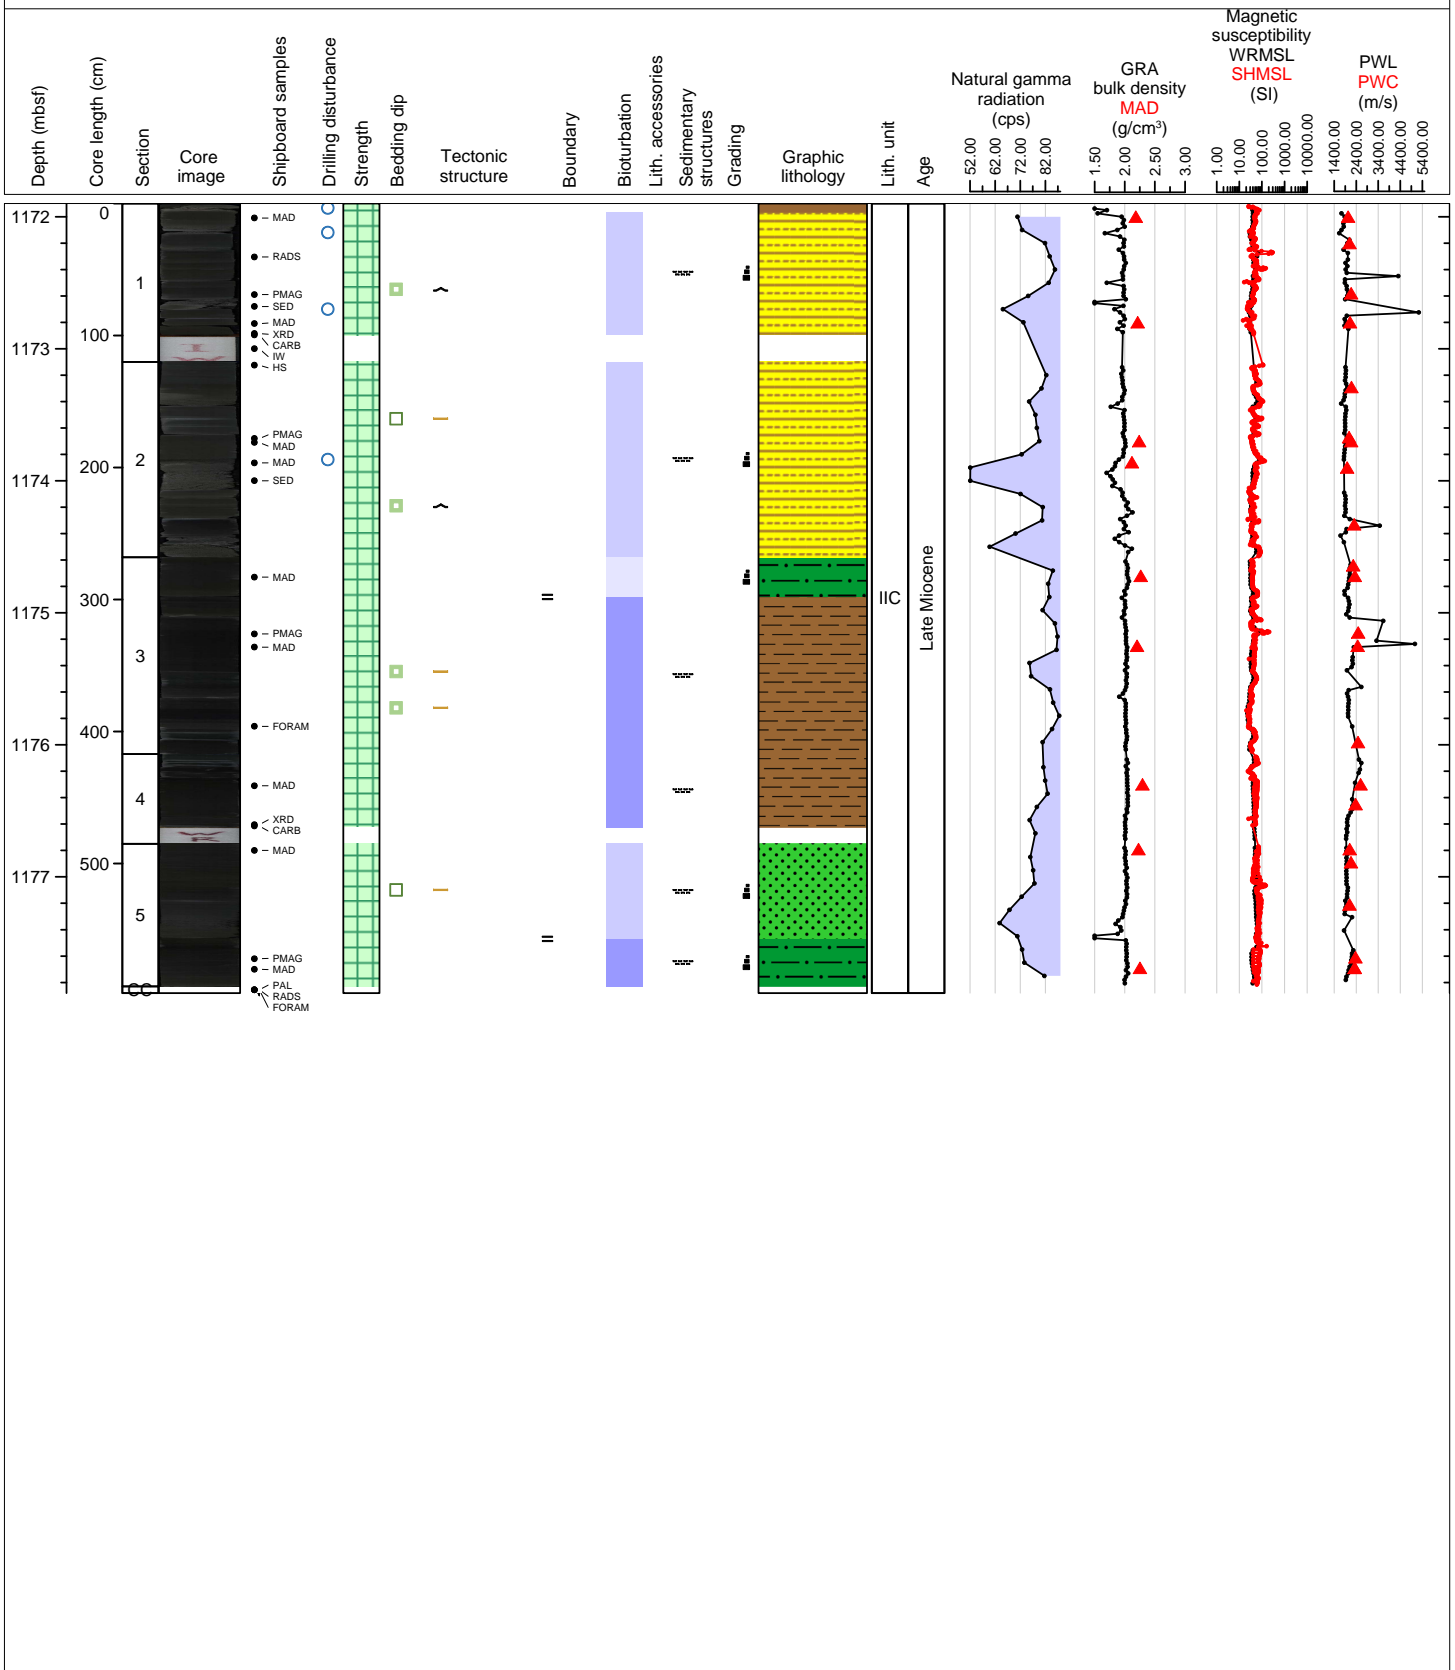 Depth (mbsf)
Core length (cm)
Section
Core
image
Shipboard samples
Drilling disturbance
Strength
Bedding dip
Tectonic
structure
Boundary
Bioturbation
Lith. accessories
Sedimentary
structures
Grading
Graphic
lithology
Lith. unit
Age
Natural gamma
radiation
(cps)
52.00
62.00
72.00
82.00
GRA
bulk density
MAD
(g/cm³)
1.50
2.00
2.50
3.00
Magnetic
susceptibility
WRMSL
SHMSL
(SI)
1.00
10.00
100.00
1000.00
10000.00
PWL
PWC
(m/s)
1400.00
2400.00
3400.00
4400.00
5400.00
1172
1173
1174
1175
1176
1177
0
100
200
300
400
500
1
2
3
4
5
CC
MAD
RADS
PMAG
SED
MAD
XRD
CARB
IW
HS
PMAG
MAD
MAD
SED
MAD
PMAG
MAD
FORAM
MAD
XRD
CARB
MAD
PMAG
MAD
PAL
RADS
FORAM
IIC
Late Miocene